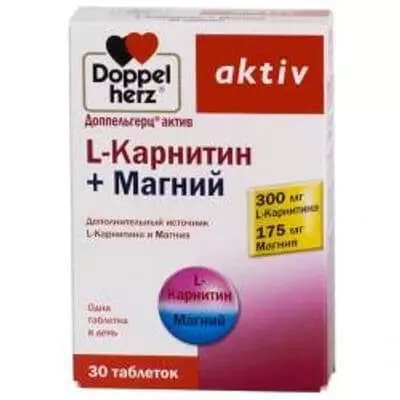 Doppel
herz®
aktiv
Доппельгерц® актив
L-Карнитин
+ Магний
300 мг
L-Карнитина
175 мг
Магния
Дополнительный источник
L-Карнитина и Магния
L-
Карнитин
Магний
Одна
таблетка
в день
30 таблеток